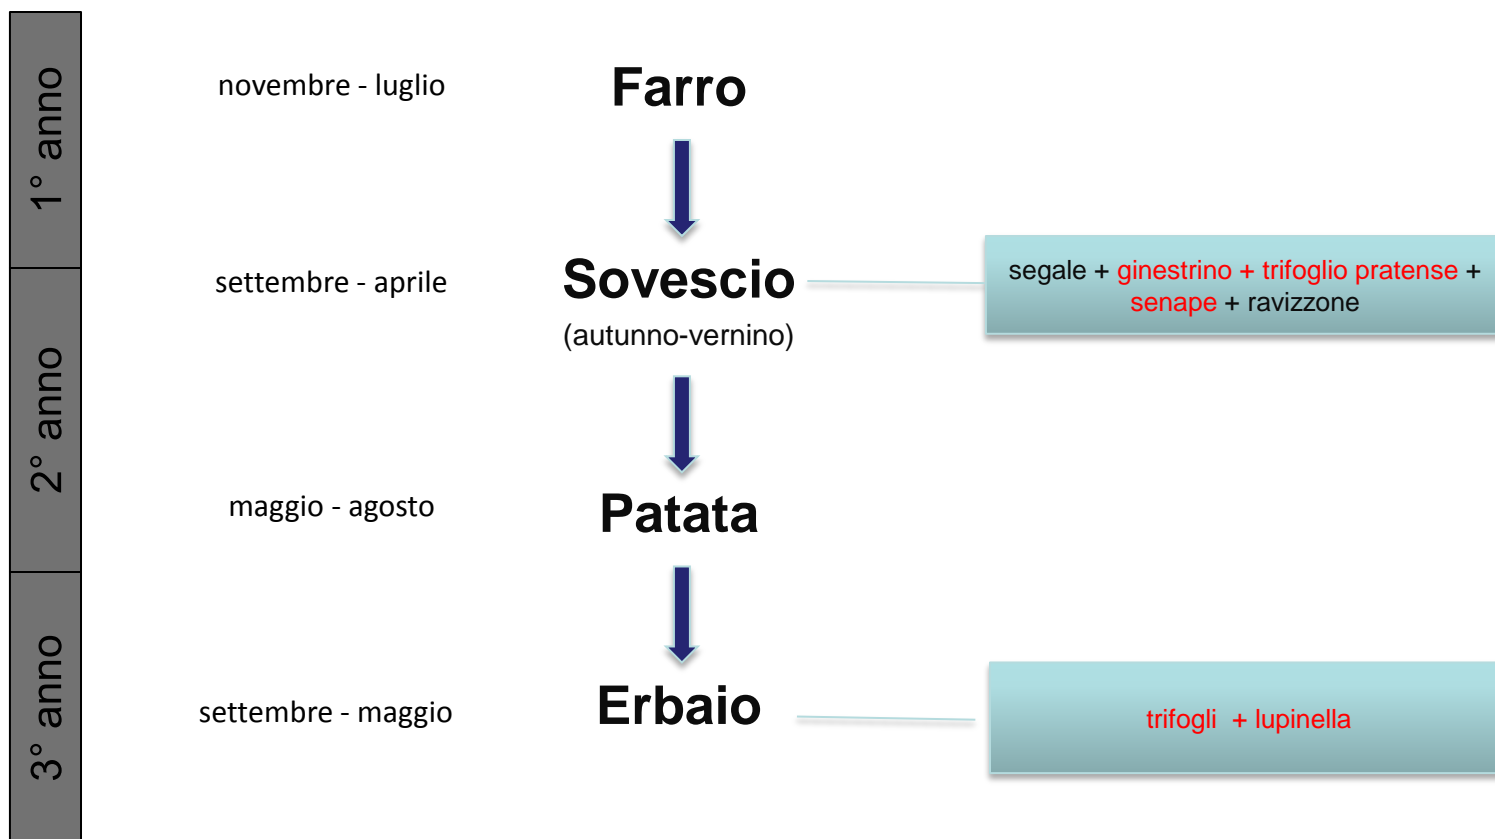 1° anno
novembre - luglio
Farro
2° anno
settembre - aprile
Sovescio
(autunno-vernino)
segale + ginestrino + trifoglio pratense +
senape + ravizzone
maggio - agosto
Patata
3° anno
settembre - maggio
Erbaio
trifogli + lupinella